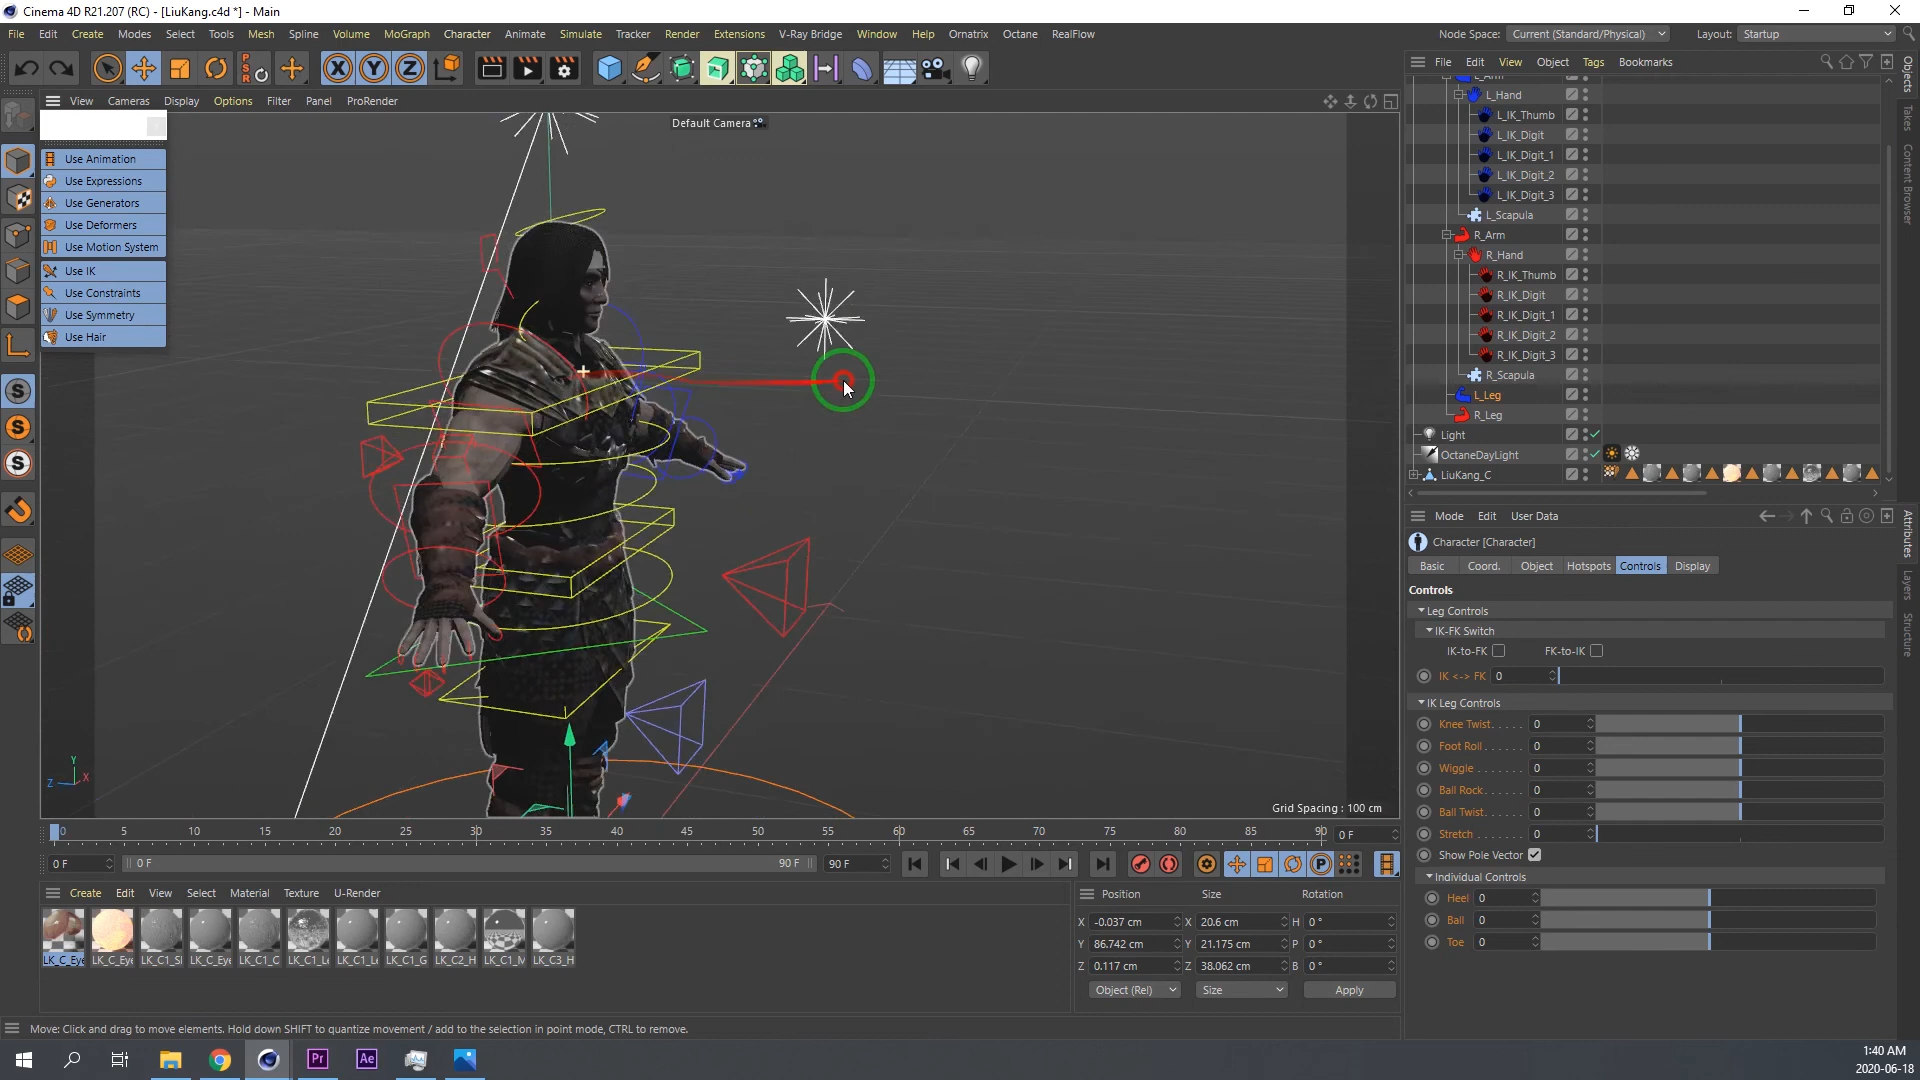 Cinema 4D R21.207 (RC) - [LiuKang.c4d *] - Main
File Edit Create Modes Select Tools Mesh Spline Volume MoGraph Character Animate Simulate Tracker Render Extensions V-Ray Bridge Window Help Ornatrix Octane RealFlow
Node Space: Current (Standard/Physical) Layout: Startup
View Cameras Display Options Filter Panel ProRender
File Edit View Object Tags Bookmarks
Default Camera
Use Animation
Use Expressions
Use Generators
Use Deformers
Use Motion System
Use IK
Use Constraints
Use Symmetry
Use Hair
L_Arm
L_Hand
L_IK_Thumb
L_IK_Digit
L_IK_Digit_1
L_IK_Digit_2
L_IK_Digit_3
L_Scapula
R_Arm
R_Hand
R_IK_Thumb
R_IK_Digit
R_IK_Digit_1
R_IK_Digit_2
R_IK_Digit_3
R_Scapula
L_Leg
R_Leg
Light
OctaneDayLight
LiuKang_C
Objects
Takes
Content Browser
Attributes
Layers
Structure
Mode Edit User Data
Character [Character]
Basic Coord. Object Hotspots Controls Display
Controls
Leg Controls
IK-FK Switch
IK-to-FK FK-to-IK
IK <-> FK 0
IK Leg Controls
Knee Twist. . . . . 0
Foot Roll . . . . . . 0
Wiggle . . . . . . . 0
Ball Rock. . . . . . 0
Ball Twist. . . . . . 0
Stretch . . . . . . . 0
Show Pole Vector
Individual Controls
Heel 0
Ball 0
Toe 0
Y
Z X
Grid Spacing : 100 cm
0 5 10 15 20 25 30 35 40 45 50 55 60 65 70 75 80 85 90 0 F
0 F 0 F 90 F 90 F
P
Create Edit View Select Material Texture U-Render
LK_C_Eye LK_C_Eye LK_C1_Sl LK_C_Eye LK_C1_C LK_C1_Le LK_C1_Le LK_C1_G LK_C2_H LK_C1_M LK_C3_H
Position Size Rotation
X -0.037 cm X 20.6 cm H 0 °
Y 86.742 cm Y 21.175 cm P 0 °
Z 0.117 cm Z 38.062 cm B 0 °
Object (Rel) Size Apply
Move: Click and drag to move elements. Hold down SHIFT to quantize movement / add to the selection in point mode, CTRL to remove.
Pr Ae
1:40 AM
2020-06-18